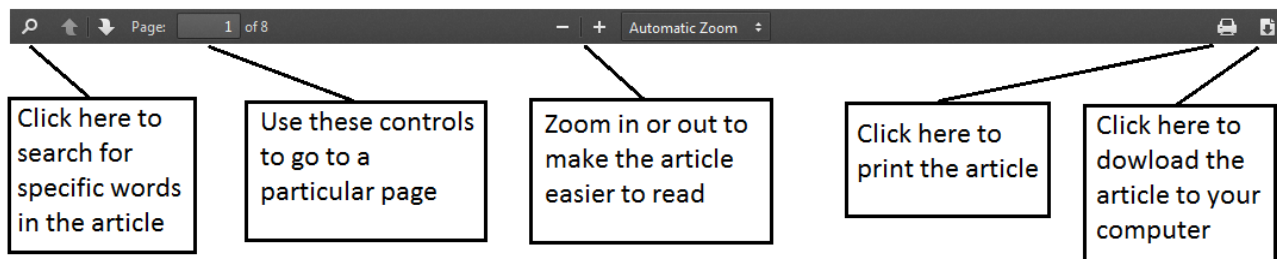 Page: 1 of 8
Automatic Zoom
Click here to
search for
specific words
in the article
Use these controls
to go to a
particular page
Zoom in or out to
make the article
easier to read
Click here to
print the article
Click here to
dowload the
article to your
computer